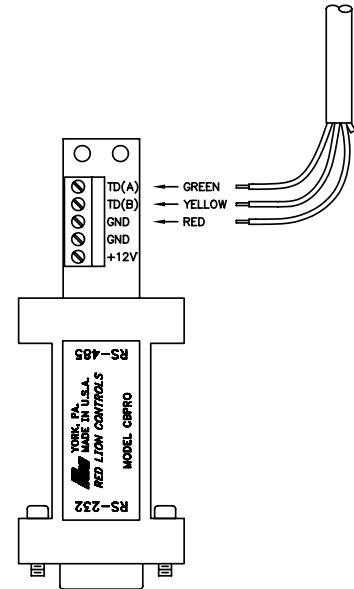 TD(A) GREEN
TD(B) YELLOW
GND RED
GND
+12V
RS-485
YORK, PA.
MADE IN U.S.A.
RED LION CONTROLS
MODEL CBPRO
RS-232